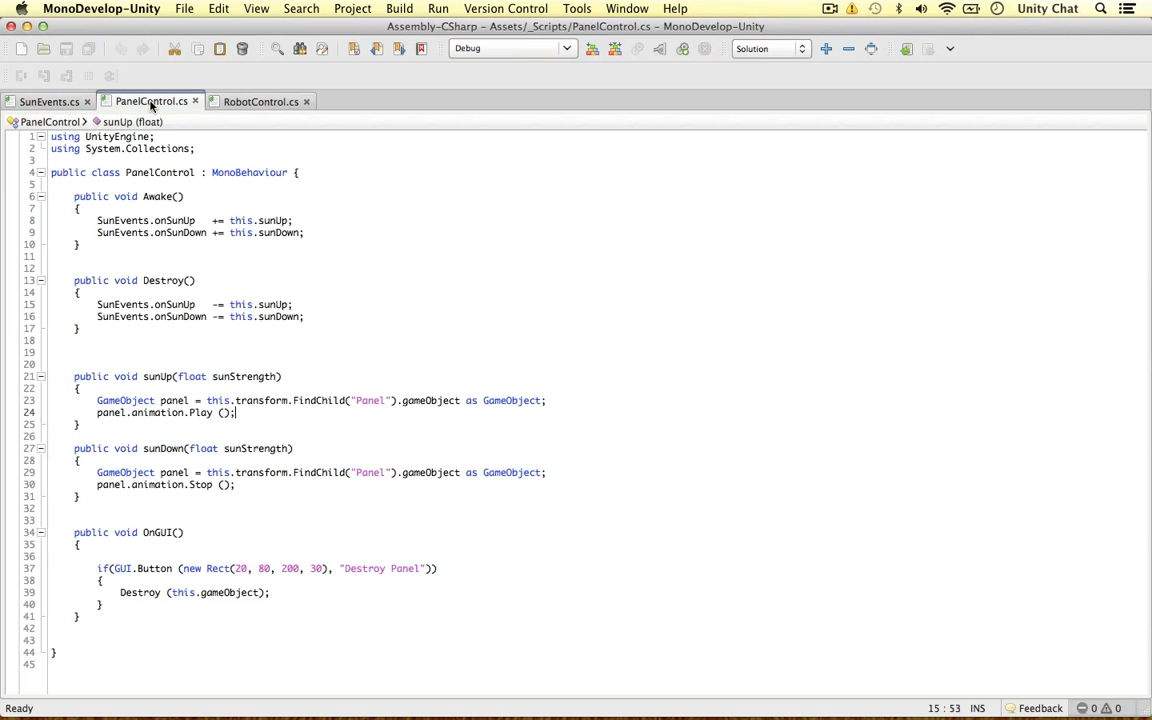 MonoDevelop-Unity File Edit View Search Project Build Run Version Control Tools Window Help Unity Chat
Assembly-CSharp – Assets/_Scripts/PanelControl.cs – MonoDevelop-Unity
Debug Solution
SunEvents.cs × PanelControl.cs × RobotControl.cs ×
PanelControl sunUp (float)
1 using UnityEngine;
2 using System.Collections;
3
4 public class PanelControl : MonoBehaviour {
5
6 public void Awake()
7 {
8 SunEvents.onSunUp += this.sunUp;
9 SunEvents.onSunDown += this.sunDown;
10 }
11
12
13 public void Destroy()
14 {
15 SunEvents.onSunUp -= this.sunUp;
16 SunEvents.onSunDown -= this.sunDown;
17 }
18
19
20
21 public void sunUp(float sunStrength)
22 {
23 GameObject panel = this.transform.FindChild("Panel").gameObject as GameObject;
24 panel.animation.Play ();
25 }
26
27 public void sunDown(float sunStrength)
28 {
29 GameObject panel = this.transform.FindChild("Panel").gameObject as GameObject;
30 panel.animation.Stop ();
31 }
32
33
34 public void OnGUI()
35 {
36
37 if(GUI.Button (new Rect(20, 80, 200, 30), "Destroy Panel"))
38 {
39 Destroy (this.gameObject);
40 }
41 }
42
43
44 }
45
Ready 15 : 53 INS Feedback 0 0